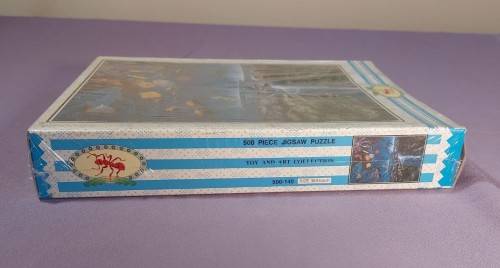 500 PIECE JIGSAW PUZZLE
TOY AND ART COLLECTION
500-140